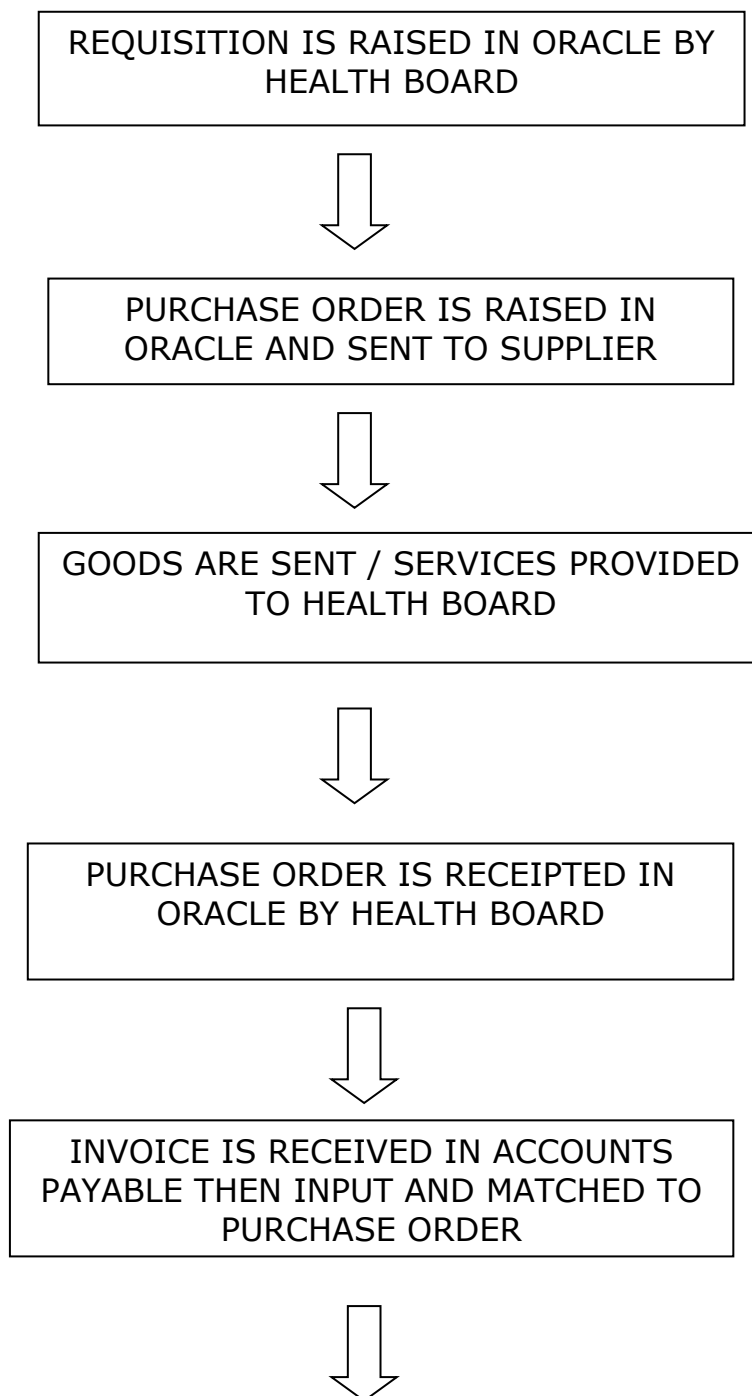 REQUISITION IS RAISED IN ORACLE BY
HEALTH BOARD
PURCHASE ORDER IS RAISED IN
ORACLE AND SENT TO SUPPLIER
GOODS ARE SENT / SERVICES PROVIDED
TO HEALTH BOARD
PURCHASE ORDER IS RECEIPTED IN
ORACLE BY HEALTH BOARD
INVOICE IS RECEIVED IN ACCOUNTS
PAYABLE THEN INPUT AND MATCHED TO
PURCHASE ORDER